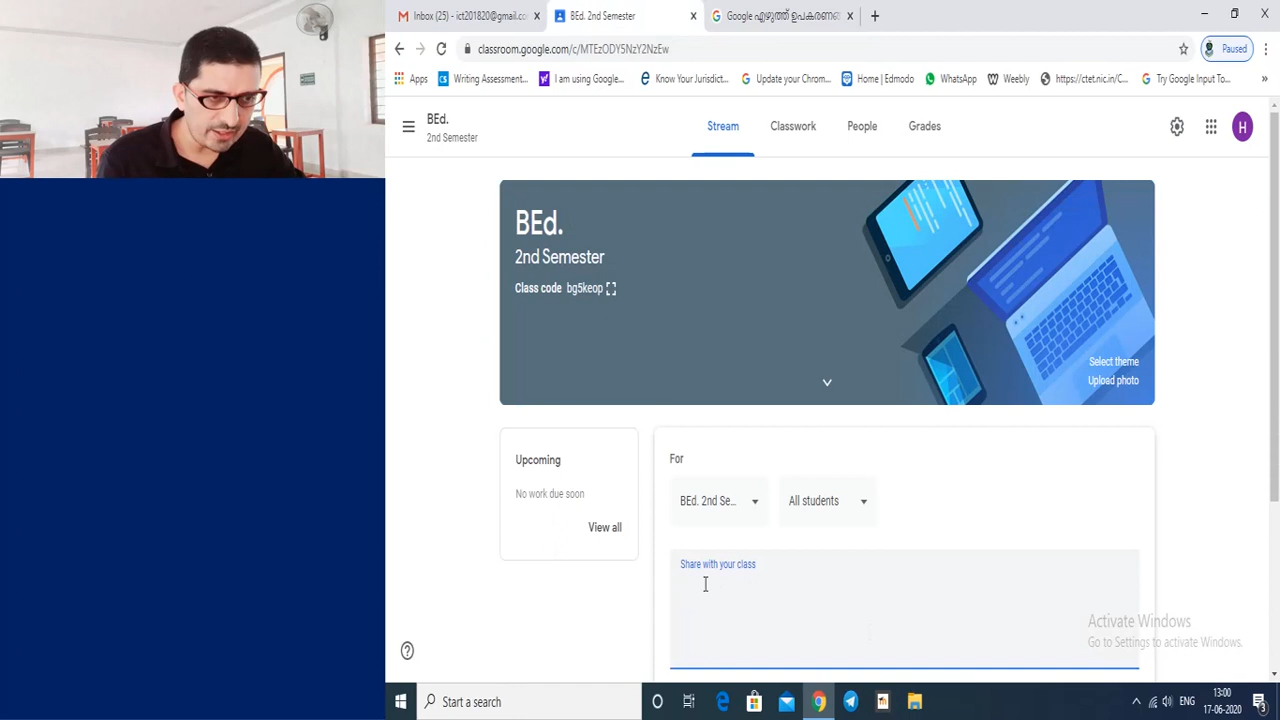 Inbox (25) - ict201820@gmail.co
BEd. 2nd Semester
Google എഴുത്ത് ഉപകരണങ്ങ
classroom.google.com/c/MTEzODY5NzY2NzEw
Paused
Apps
Writing Assessment...
I am using Google...
Know Your Jurisdict...
Update your Chro...
Home | Edmodo
WhatsApp
Weebly
https://cte.mkr.in/C...
Try Google Input To...
BEd.
2nd Semester
Stream
Classwork
People
Grades
H
BEd.
2nd Semester
Class code bg5keop
Select theme
Upload photo
Upcoming
No work due soon
View all
For
BEd. 2nd Se...
All students
Share with your class
Activate Windows
Go to Settings to activate Windows.
Start a search
ENG
13:00
17-06-2020